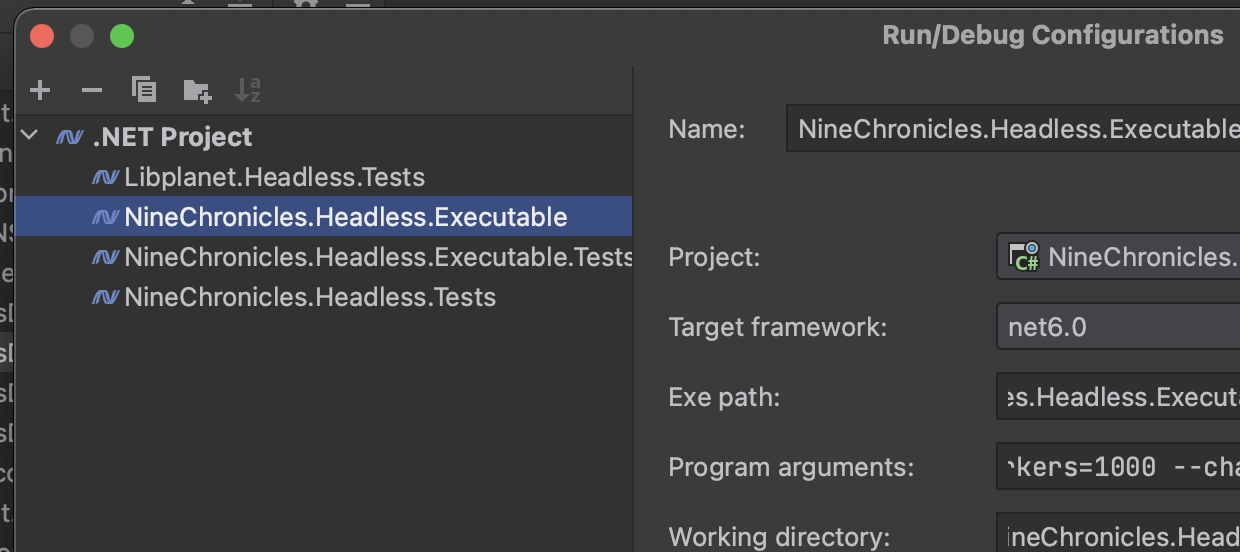 Run/Debug Configurations
.NET Project
Libplanet.Headless.Tests
NineChronicles.Headless.Executable
NineChronicles.Headless.Executable.Tests
NineChronicles.Headless.Tests
Name: NineChronicles.Headless.Executable
Project: C# NineChronicles.
Target framework: net6.0
Exe path: es.Headless.Execut
Program arguments: rkers=1000 --cha
Working directory: ineChronicles.Head